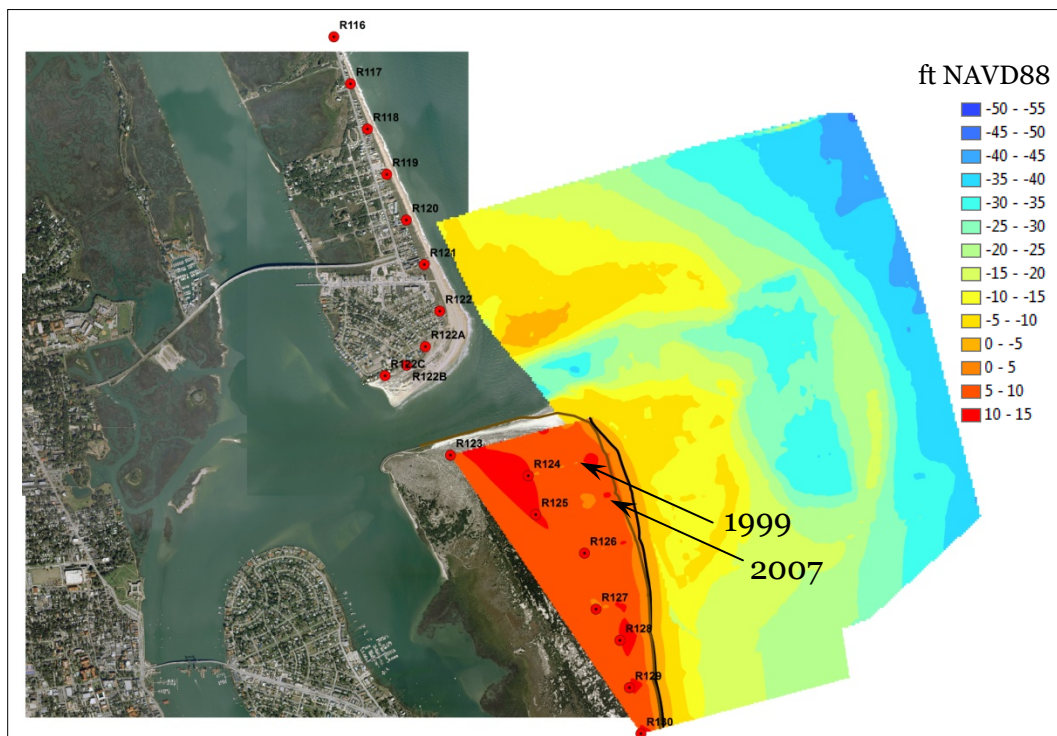 R116
R117
ft NAVD88
-50 - -55
-45 - -50
-40 - -45
-35 - -40
-30 - -35
-25 - -30
-20 - -25
-15 - -20
-10 - -15
-5 - -10
0 - -5
0 - 5
5 - 10
10 - 15
R118
R119
R120
R121
R122
R122A
R122C
R122B
R123
R124
R125
1999
R126
2007
R127
R128
R129
R130